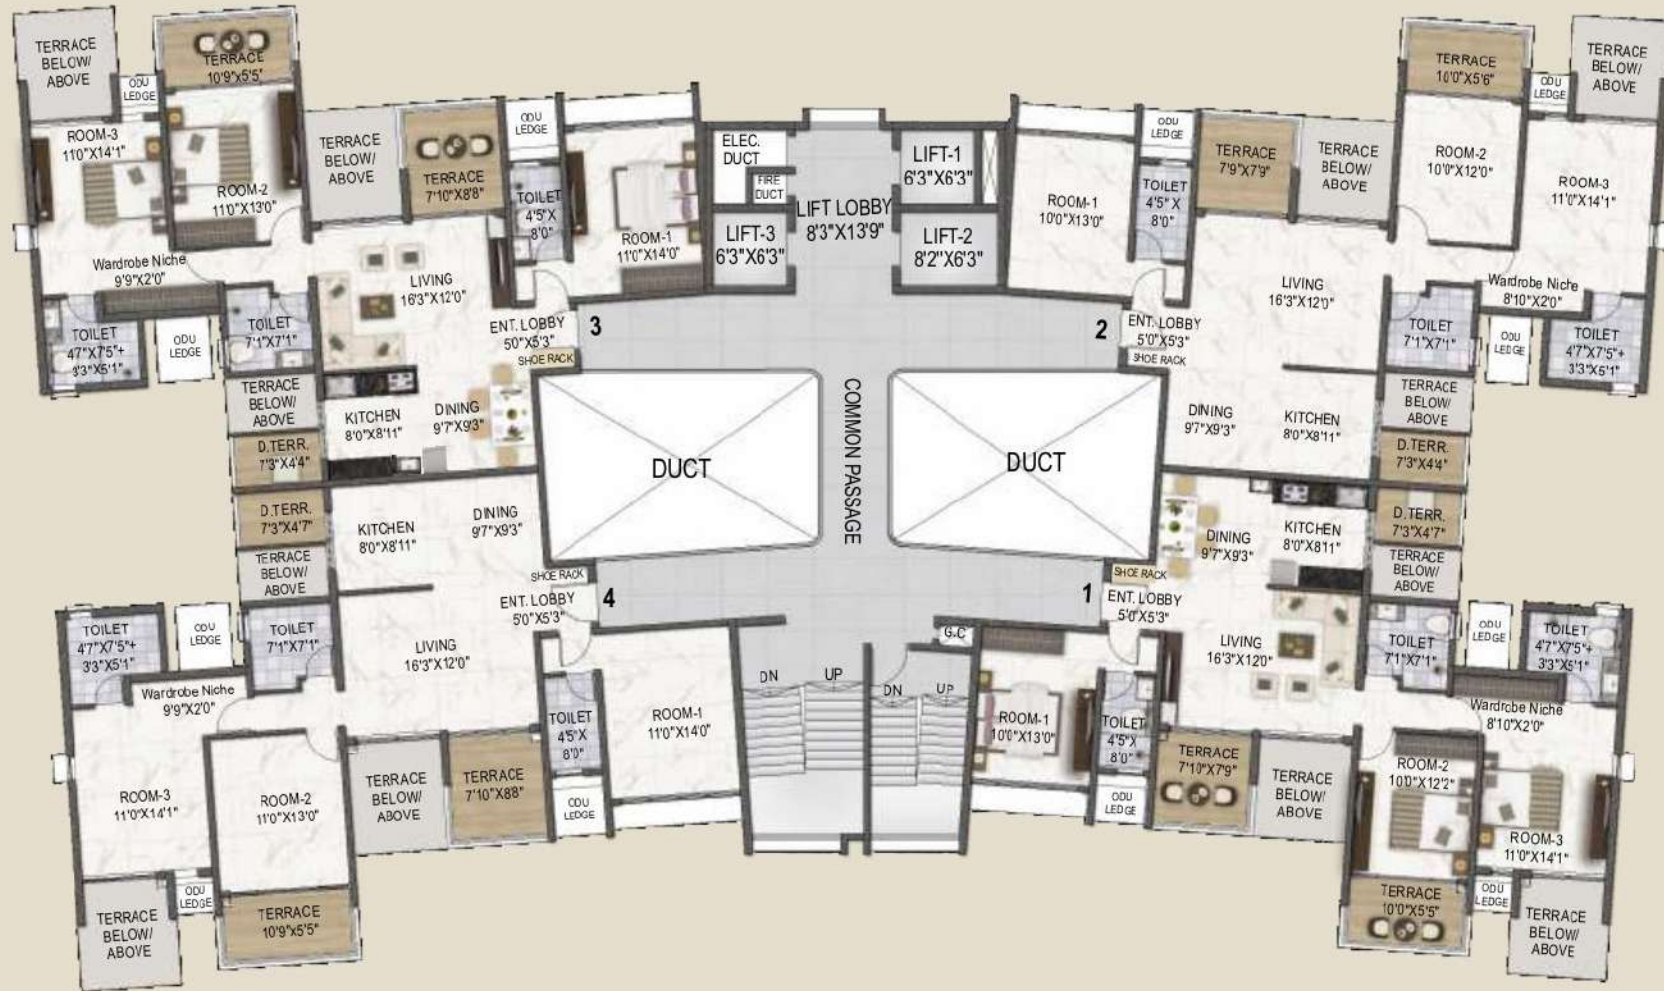 TERRACE
BELOW/
ABOVE
ODU
LEDGE
TERRACE
10'9"x5'5"
ROOM-3
11'0"X14'1"
ROOM-2
11'0"X13'0"
Wardrobe Niche
9'9"X2'0"
TOILET
4'7"X7'5"+
3'3"X5'1"
ODU
LEDGE
TOILET
7'1"X7'1"
TERRACE
BELOW/
ABOVE
TERRACE
7'10"X8'8"
ODU
LEDGE
TOILET
4'5"X
8'0"
ROOM-1
11'0"X14'0"
LIVING
16'3"X12'0"
ENT. LOBBY
5'0"X5'3"
SHOE RACK
3
TERRACE
BELOW/
ABOVE
D.TERR.
7'3"X4'4"
KITCHEN
8'0"X8'11"
DINING
9'7"X9'3"
ELEC.
DUCT
FIRE
DUCT
LIFT-3
6'3"X6'3"
LIFT LOBBY
8'3"X13'9"
LIFT-1
6'3"X6'3"
LIFT-2
8'2"X6'3"
COMMON PASSAGE
DUCT
DUCT
ROOM-1
10'0"X13'0"
ODU
LEDGE
TOILET
4'5" X
8'0"
TERRACE
7'9"X7'9"
TERRACE
BELOW/
ABOVE
TERRACE
10'0"X5'6"
ODU
LEDGE
TERRACE
BELOW/
ABOVE
ROOM-2
10'0"X12'0"
ROOM-3
11'0"X14'1"
LIVING
16'3"X12'0"
2
ENT. LOBBY
5'0"X5'3"
SHOE RACK
Wardrobe Niche
8'10"X2'0"
TOILET
7'1"X7'1"
ODU
LEDGE
TOILET
4'7"X7'5"+
3'3"X5'1"
TERRACE
BELOW/
ABOVE
DINING
9'7"X9'3"
KITCHEN
8'0"X8'11"
D.TERR.
7'3"X4'4"
D.TERR.
7'3"X4'7"
TERRACE
BELOW/
ABOVE
KITCHEN
8'0"X8'11"
DINING
9'7"X9'3"
SHOE RACK
ENT. LOBBY
5'0"X5'3"
4
TOILET
4'7"X7'5"+
3'3"X5'1"
ODU
LEDGE
TOILET
7'1"X7'1"
LIVING
16'3"X12'0"
Wardrobe Niche
9'9"X2'0"
ROOM-3
11'0"X14'1"
ROOM-2
11'0"X13'0"
TERRACE
BELOW/
ABOVE
TERRACE
7'10"X8'8"
TOILET
4'5"X
8'0"
ODU
LEDGE
ROOM-1
11'0"X14'0"
TERRACE
BELOW/
ABOVE
ODU
LEDGE
TERRACE
10'9"x5'5"
DN
UP
DN
UP
G.C
DINING
9'7"X9'3"
KITCHEN
8'0"X8'11"
D.TERR.
7'3"X4'7"
TERRACE
BELOW/
ABOVE
SHOE RACK
1
ENT. LOBBY
5'0"X5'3"
LIVING
16'3"X12'0"
TOILET
7'1"X7'1"
ODU
LEDGE
TOILET
4'7"X7'5"+
3'3"X5'1"
ROOM-1
10'0"X13'0"
TOILET
4'5"X
8'0"
ODU
LEDGE
TERRACE
7'10"X7'9"
TERRACE
BELOW/
ABOVE
Wardrobe Niche
8'10"X2'0"
ROOM-2
10'0"X12'2"
ROOM-3
11'0"X14'1"
TERRACE
10'0"X5'5"
ODU
LEDGE
TERRACE
BELOW/
ABOVE